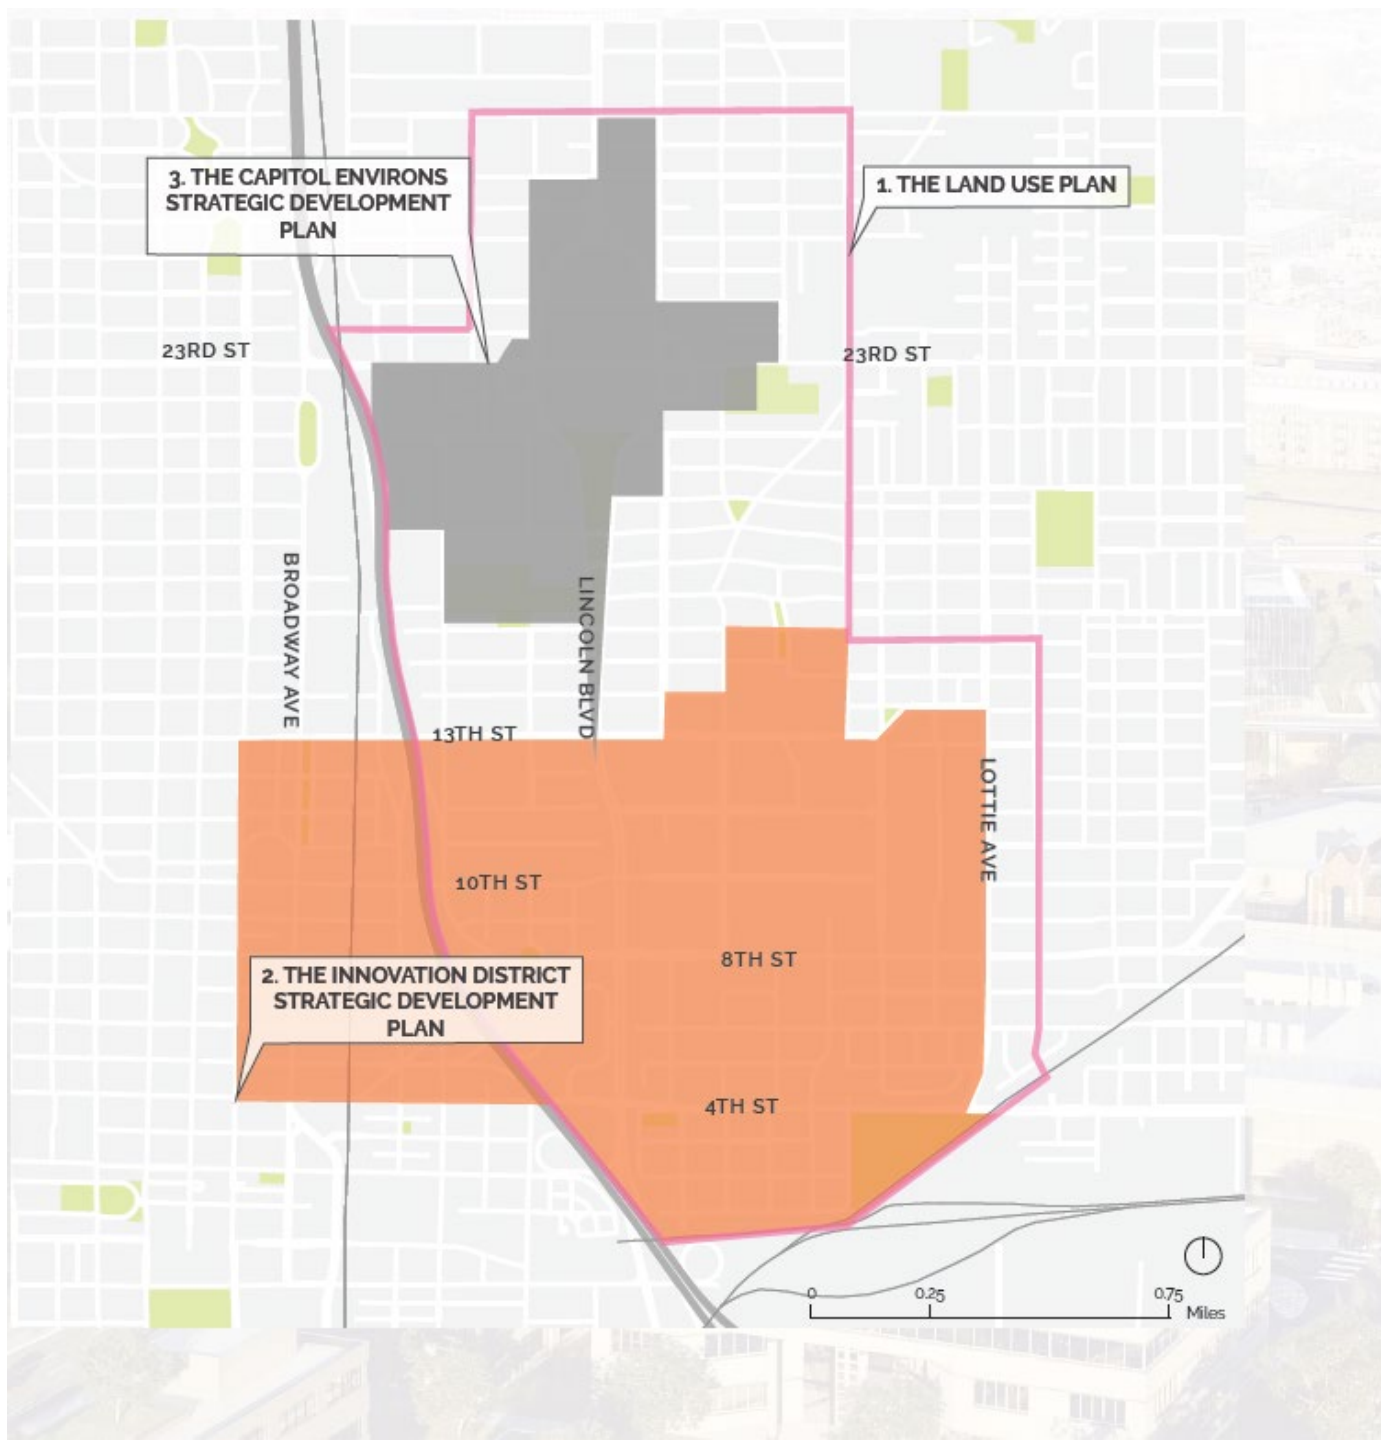 3. THE CAPITOL ENVIRONS
STRATEGIC DEVELOPMENT
PLAN
1. THE LAND USE PLAN
23RD ST
23RD ST
BROADWAY AVE
LINCOLN BLVD
13TH ST
LOTTIE AVE
10TH ST
8TH ST
2. THE INNOVATION DISTRICT
STRATEGIC DEVELOPMENT
PLAN
4TH ST
0 0.25 0.75
Miles